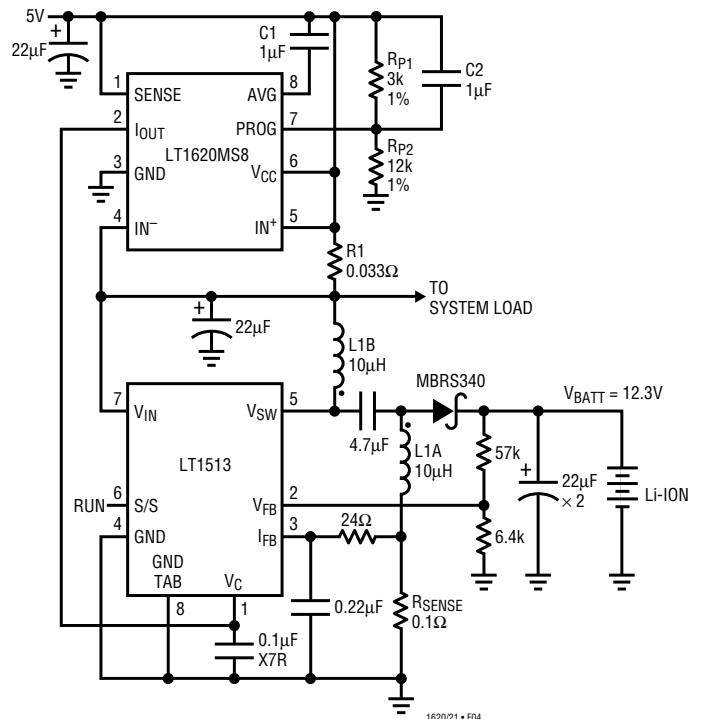 5V
+
22µF
C1
1µF
RP1
3k
1%
C2
1µF
1
SENSE
AVG
8
2
IOUT
PROG
7
LT1620MS8
RP2
12k
1%
3
GND
VCC
6
4
IN−
IN+
5
R1
0.033Ω
TO
SYSTEM LOAD
+
22µF
L1B
10µH
MBRS340
VBATT = 12.3V
7
VIN
VSW
5
4.7µF
L1A
10µH
57k
LT1513
+
22µF
× 2
Li-ION
RUN
6
S/S
VFB
2
4
GND
IFB
3
24Ω
6.4k
GND
TAB
VC
8
1
0.22µF
RSENSE
0.1Ω
0.1µF
X7R
1620/21 • F04